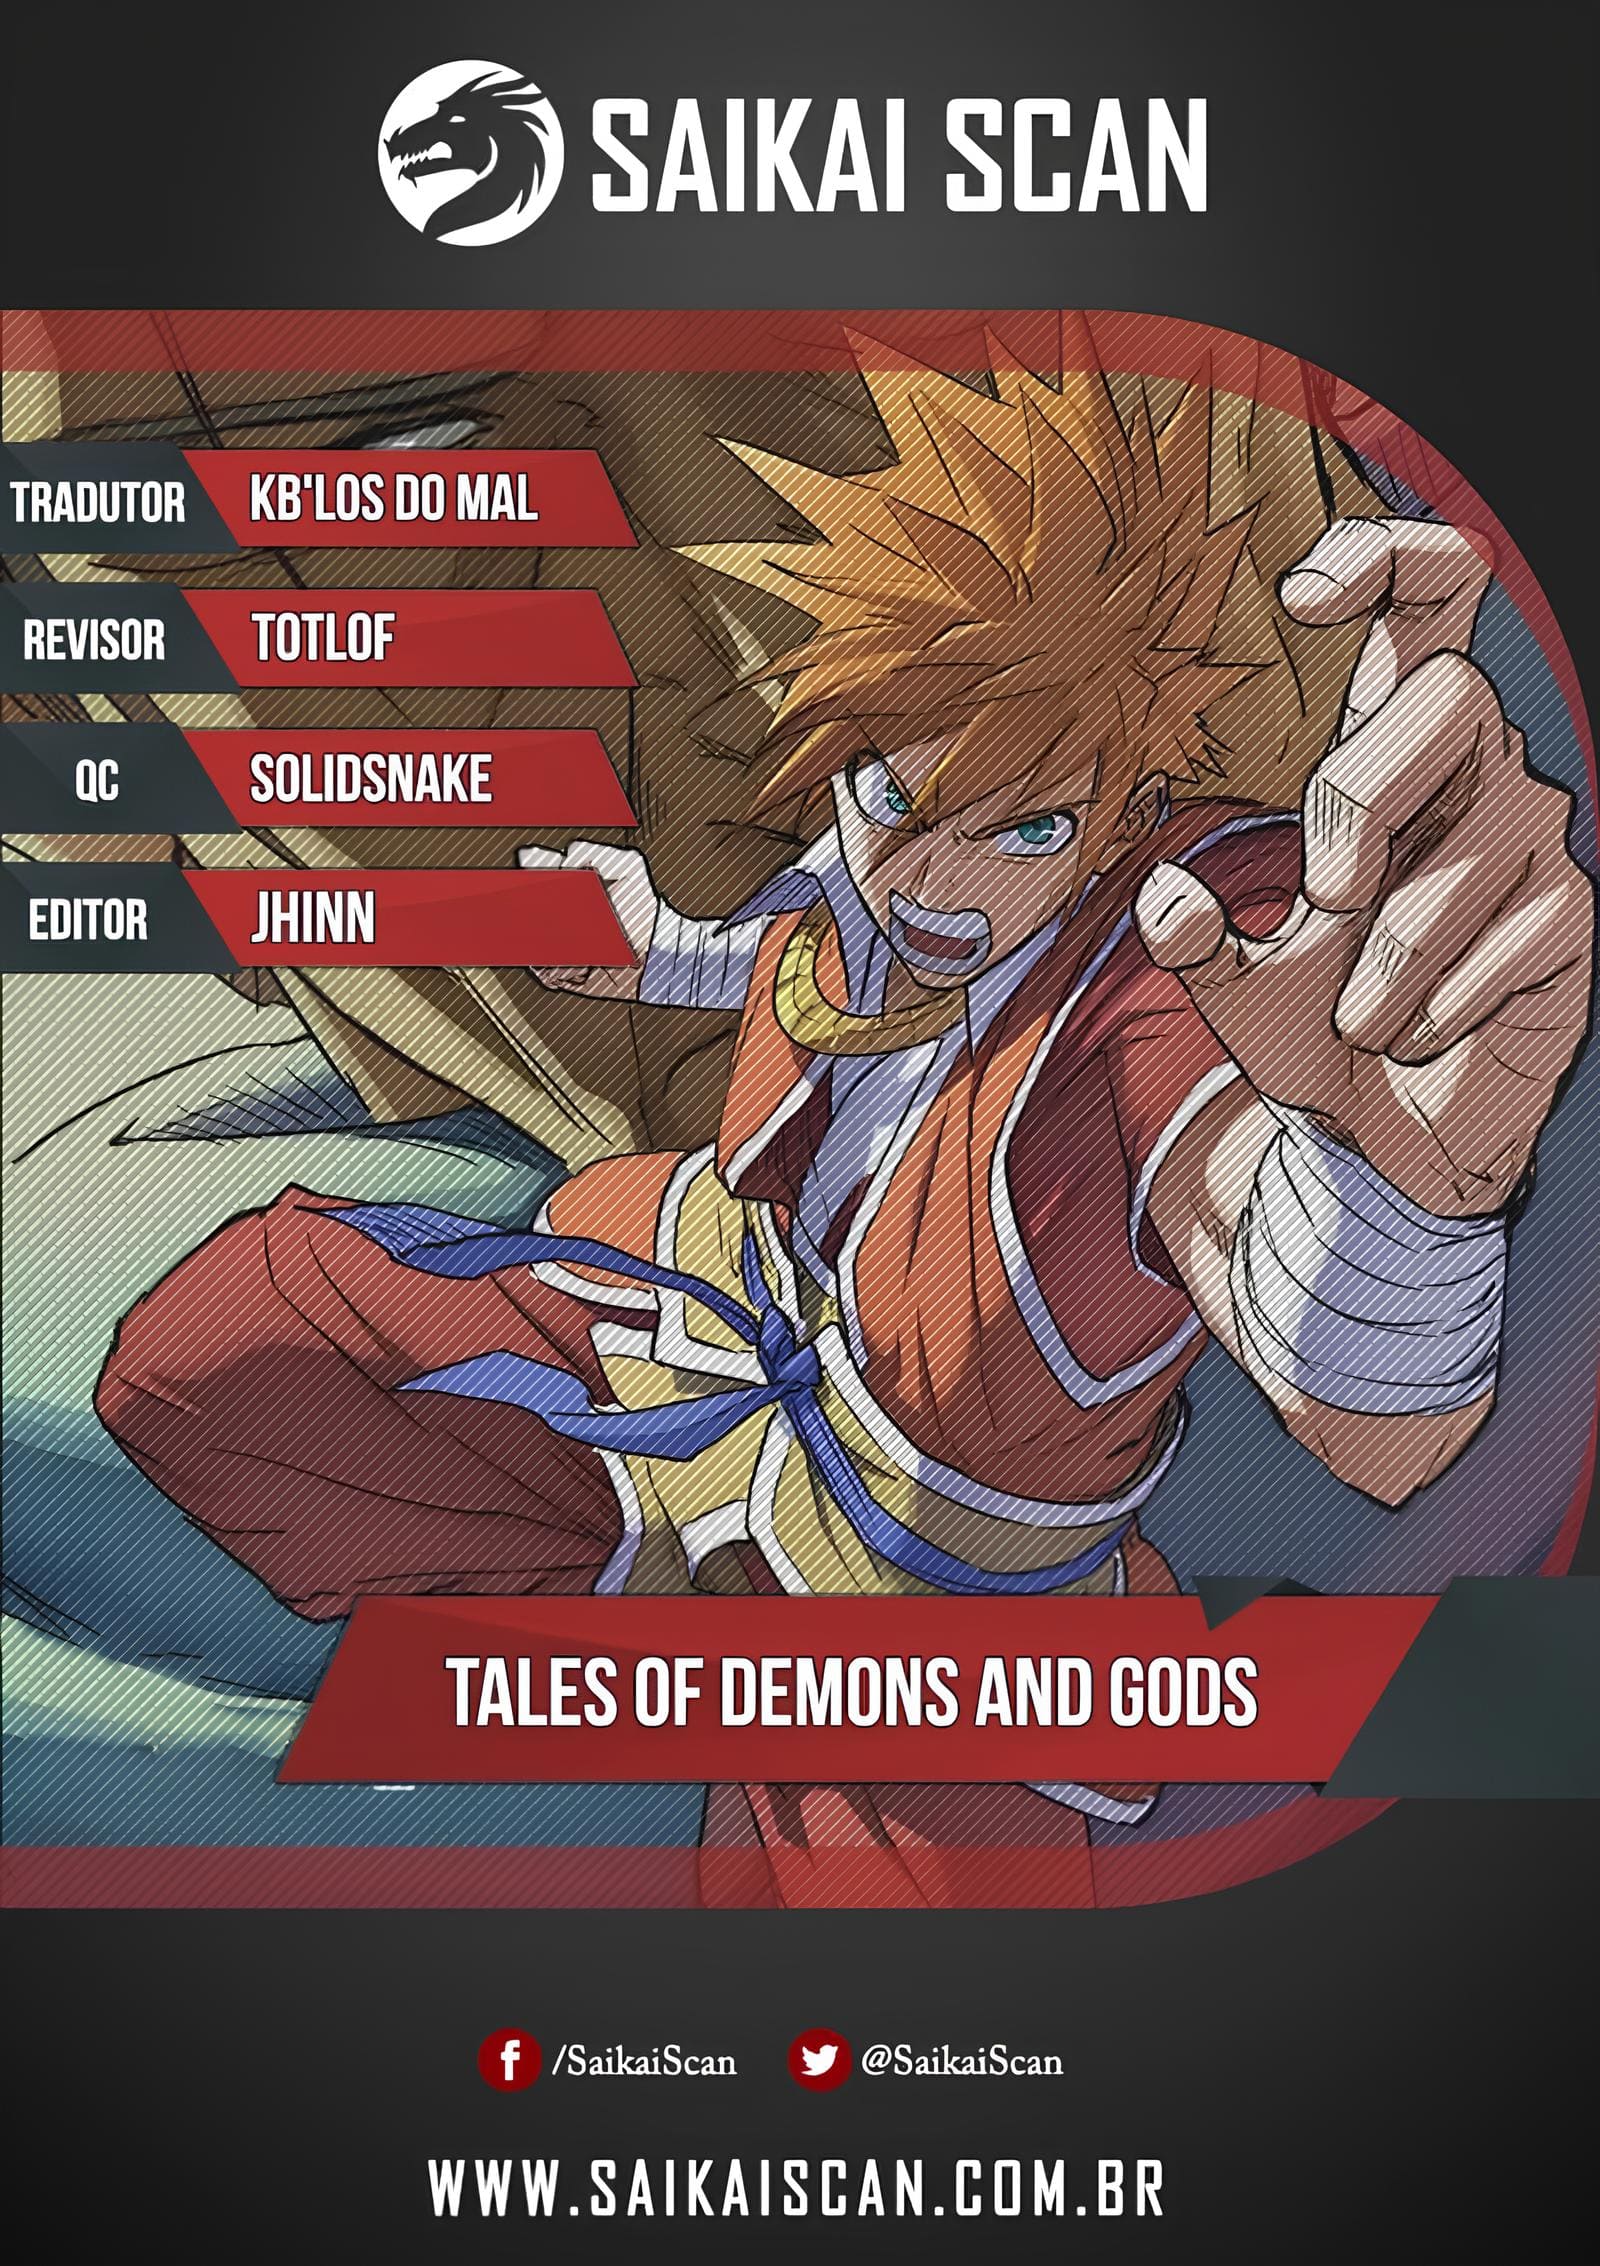 SAIKAI SCAN
TRADUTOR KB'LOS DO MAL
REVISOR TOTLOF
QC SOLIDSNAKE
EDITOR JHINN
TALES OF DEMONS AND GODS
/SaikaiScan @SaikaiScan
WWW.SAIKAISCAN.COM.BR